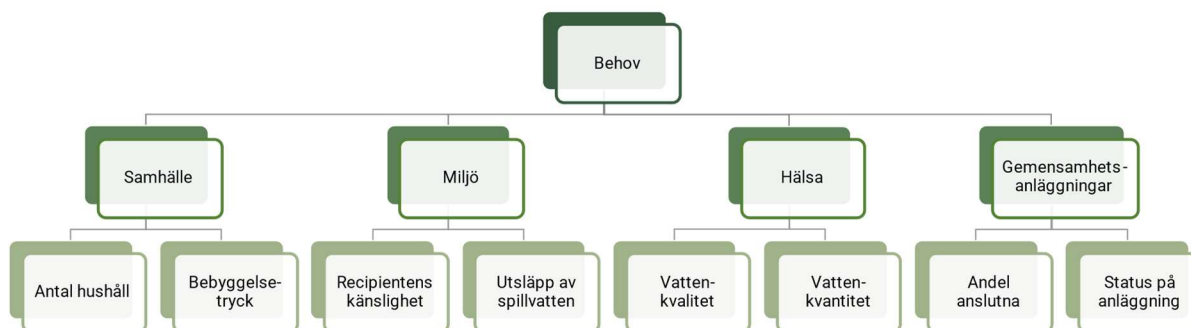 Behov
Samhälle
Miljö
Hälsa
Gemensamhets-
anläggningar
Antal hushåll
Bebyggelse-
tryck
Recipientens
känslighet
Utsläpp av
spillvatten
Vatten-
kvalitet
Vatten-
kvantitet
Andel
anslutna
Status på
anläggning